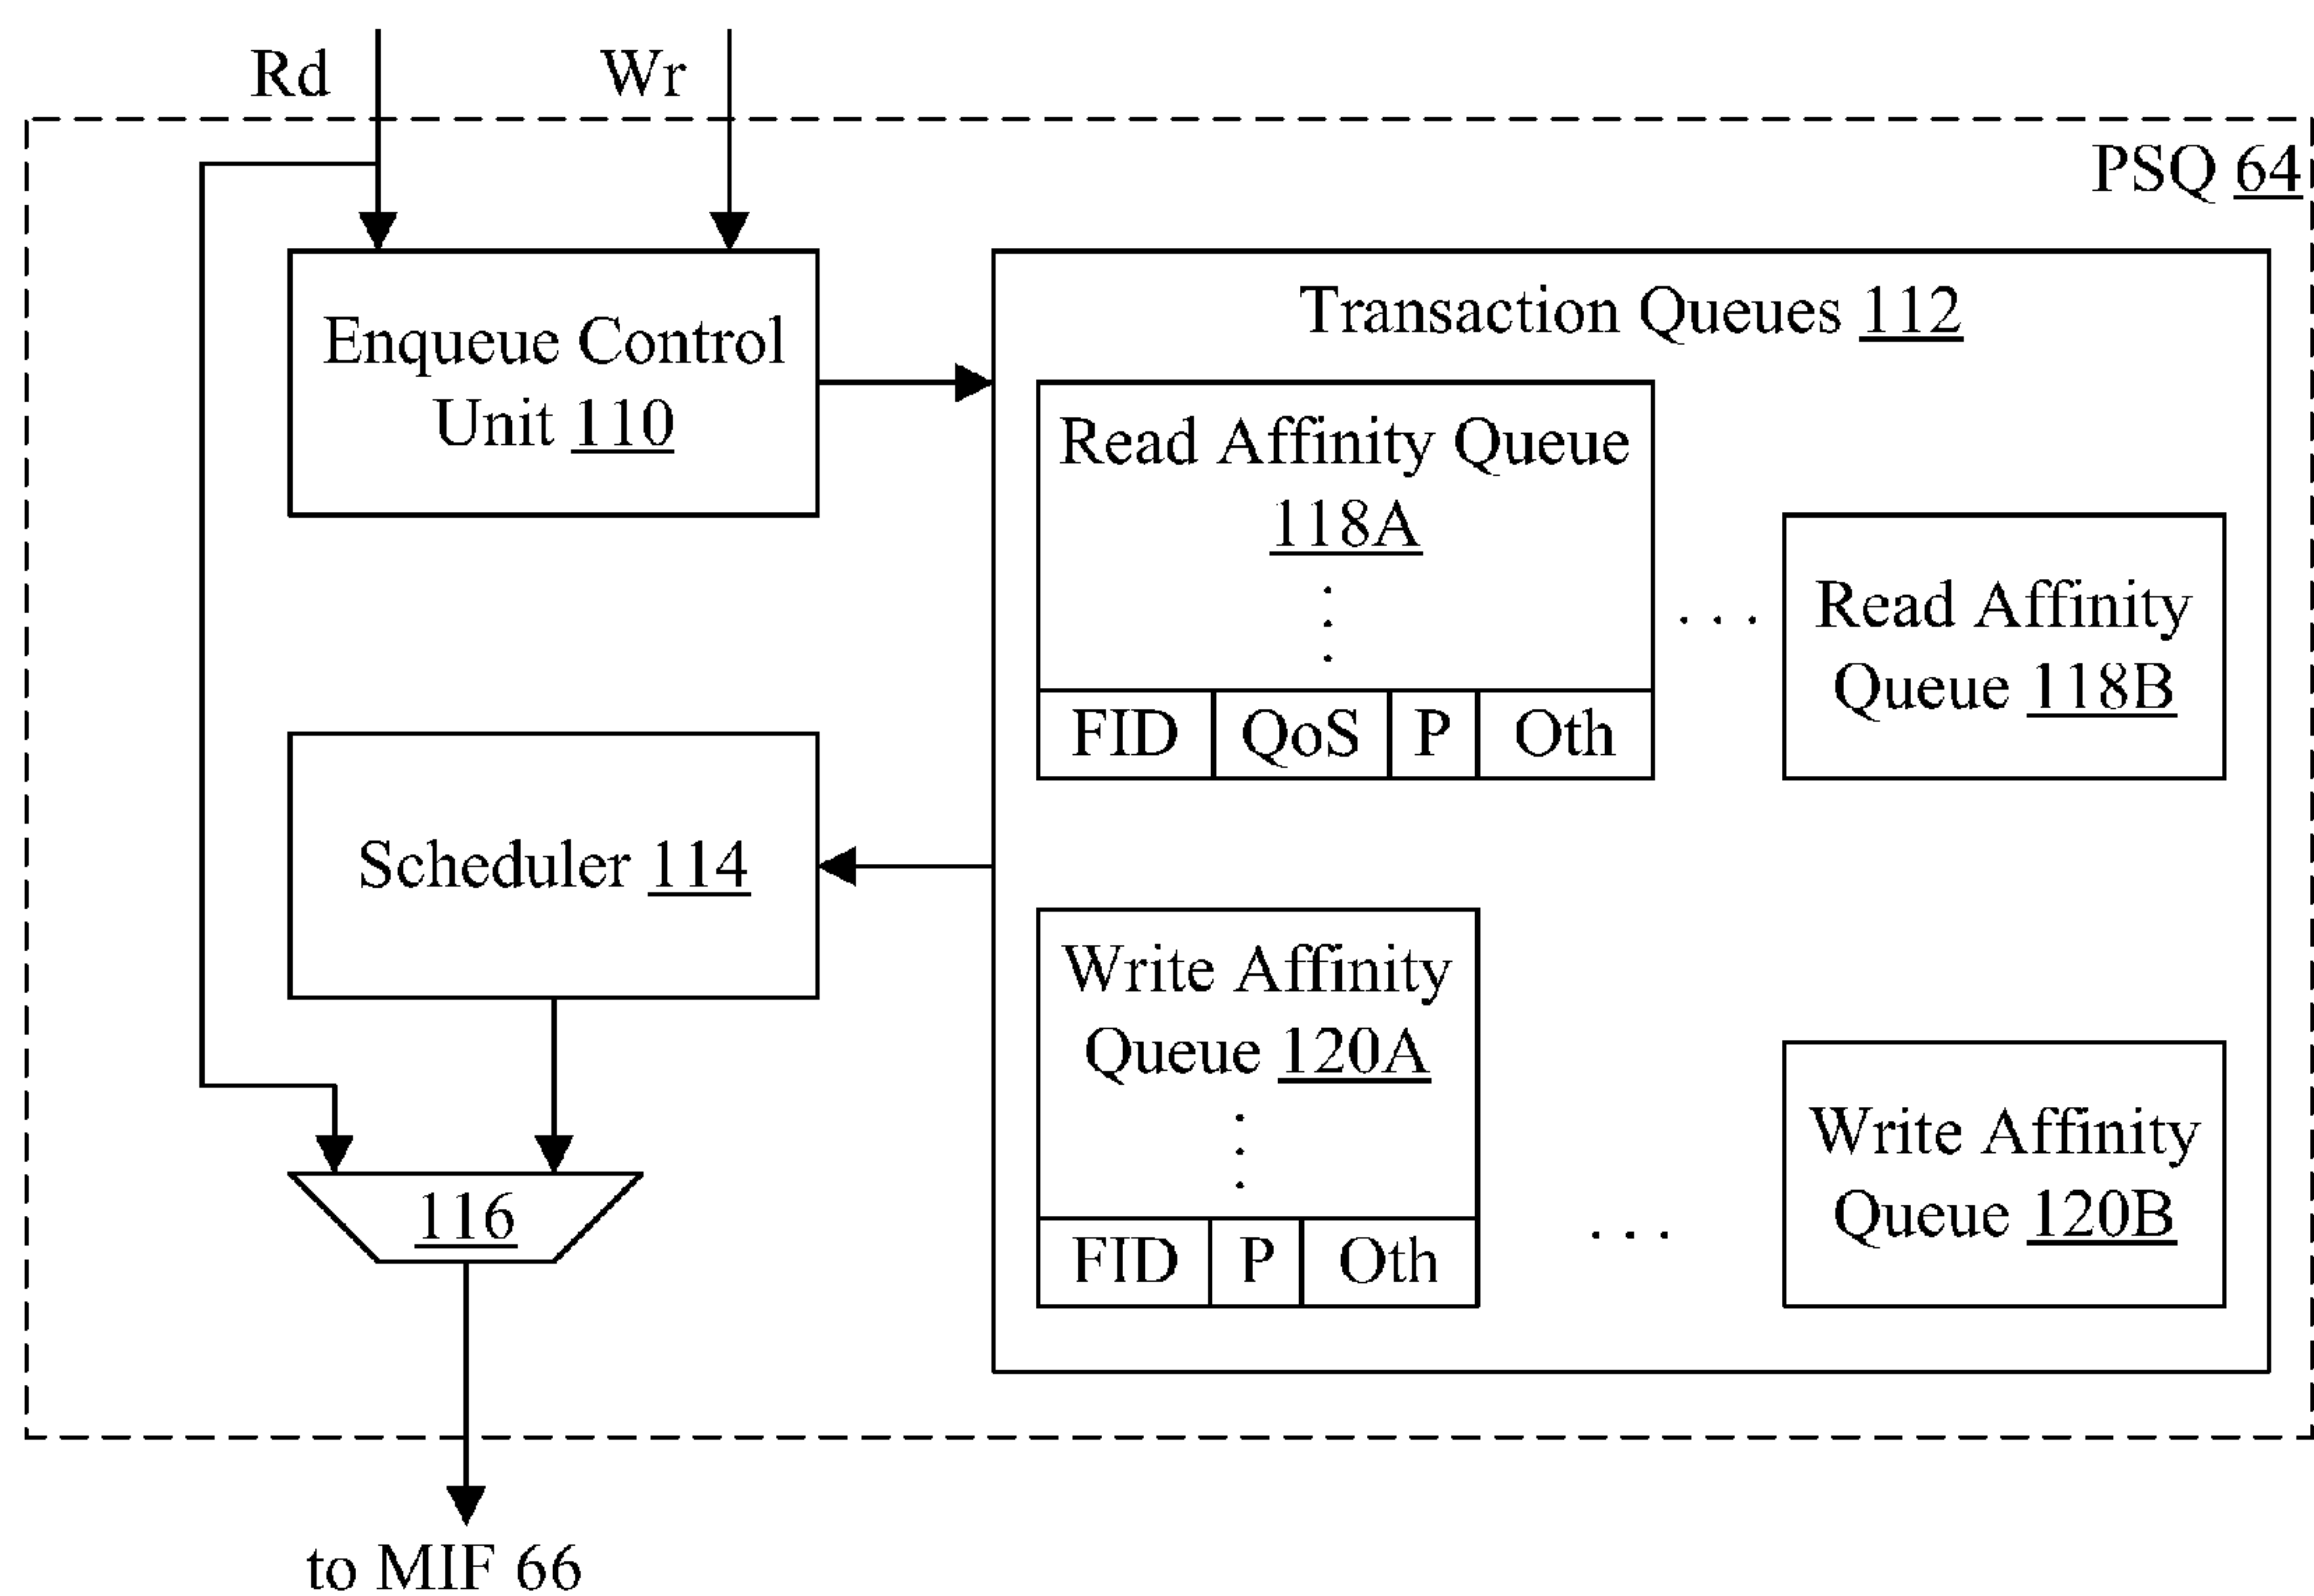 Rd
Wr
PSQ 64
Enqueue Control
Unit 110
Transaction Queues 112
Read Affinity Queue
118A
FID QoS P Oth
. . .
Read Affinity
Queue 118B
Scheduler 114
Write Affinity
Queue 120A
FID P Oth
. . .
Write Affinity
Queue 120B
116
to MIF 66